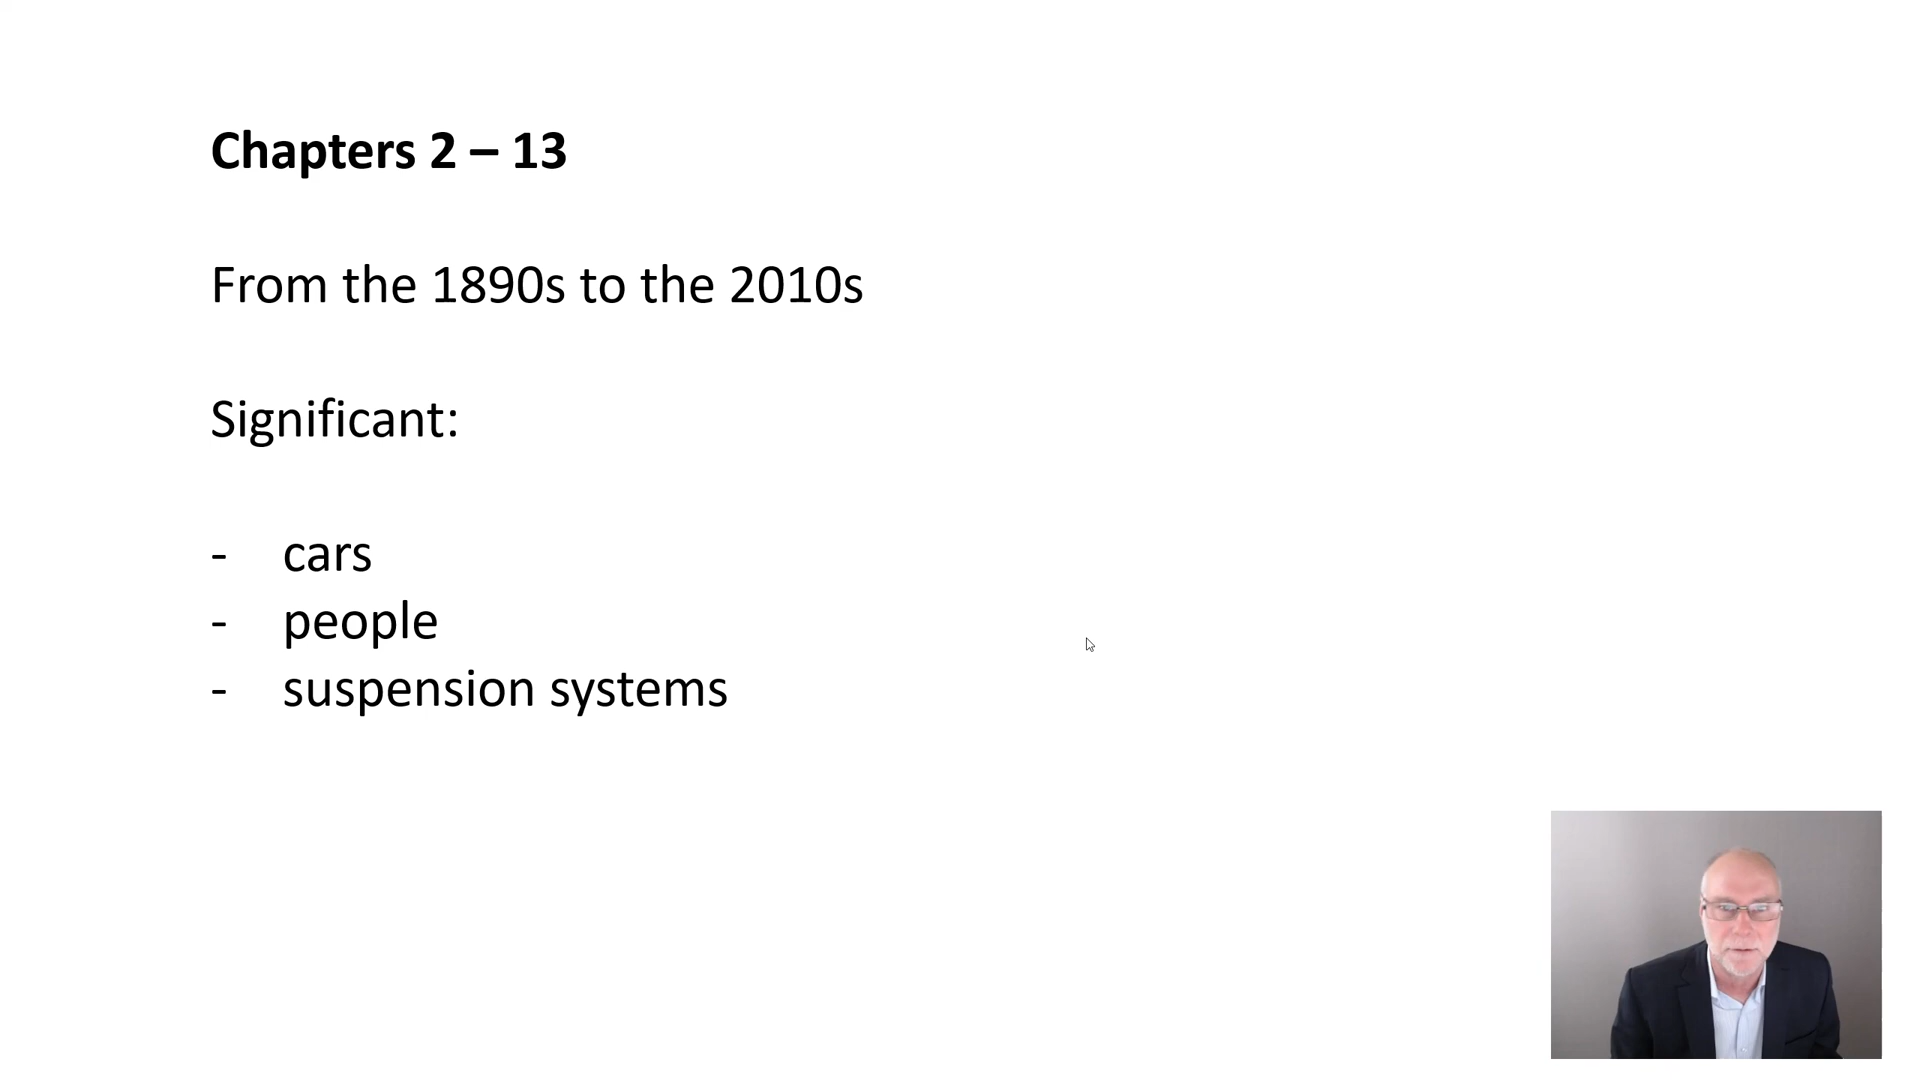 Chapters 2 – 13
From the 1890s to the 2010s
Significant:
- cars
- people
- suspension systems